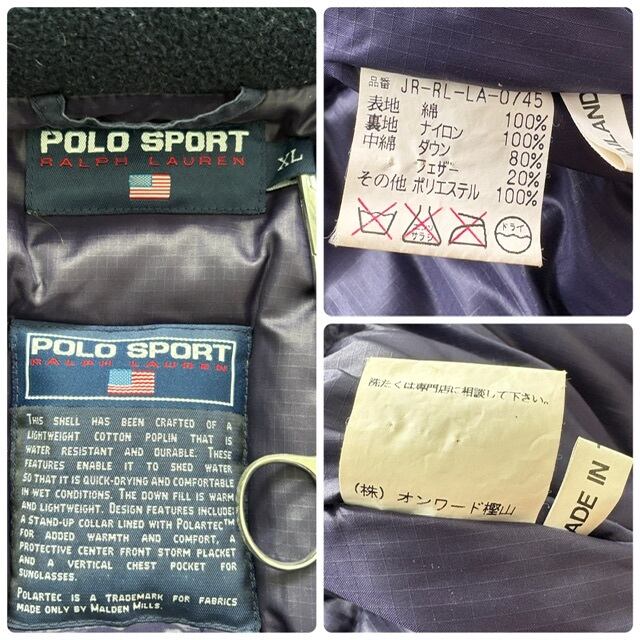 POLO SPORT
RALPH LAUREN
XL
POLO SPORT
RALPH LAUREN
THIS SHELL HAS BEEN CRAFTED OF A
LIGHTWEIGHT COTTON POPLIN THAT IS
WATER RESISTANT AND DURABLE. THESE
FEATURES ENABLE IT TO SHED WATER
SO THAT IT IS QUICK-DRYING AND COMFORTABLE
IN WET CONDITIONS. THE DOWN FILL IS WARM
AND LIGHTWEIGHT. DESIGN FEATURES INCLUDE
A STAND-UP COLLAR LINED WITH POLARTEC™
FOR ADDED WARMTH AND COMFORT, A
PROTECTIVE CENTER FRONT STORM PLACKET
AND A VERTICAL CHEST POCKET FOR
SUNGLASSES.
POLARTEC IS A TRADEMARK FOR FABRICS
MADE ONLY BY MALDEN MILLS.
品番 JR-RL-LA-0745
表地 綿 100%
裏地 ナイロン 100%
中綿 ダウン 80%
フェザー 20%
その他 ポリエステル 100%
エンソ
サラシ
ドライ
洗たくは専門店に相談して下さい。
(株) オンワード樫山
MADE IN